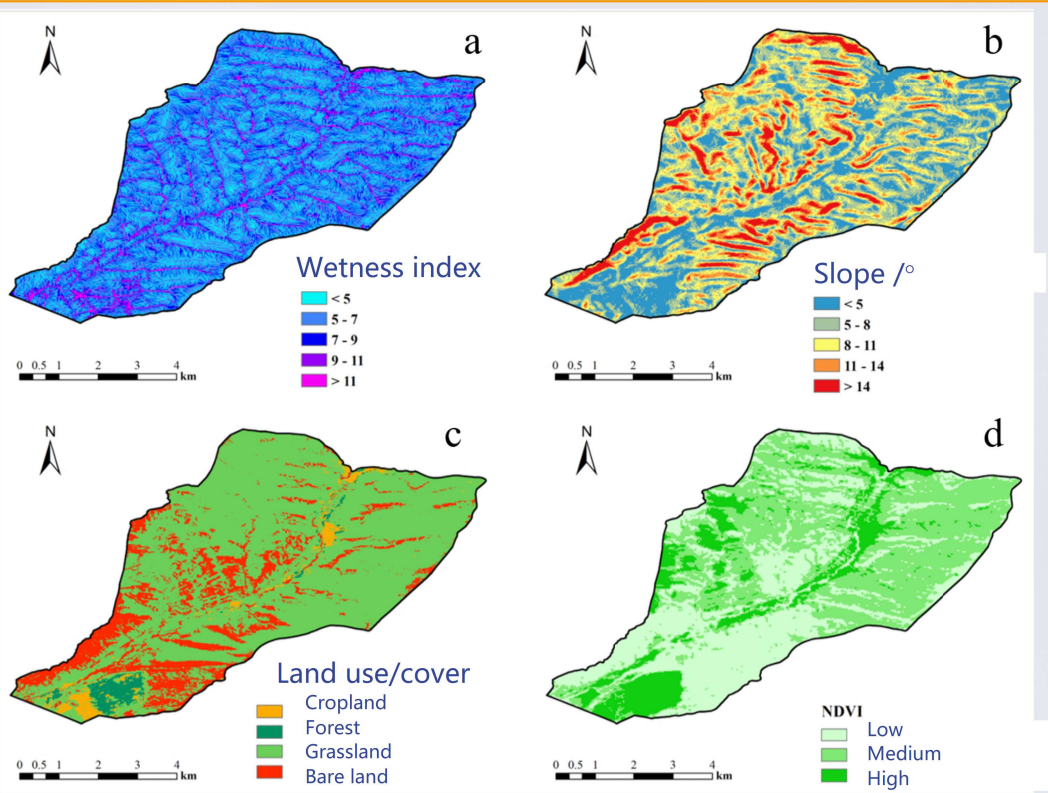 N
a
Wetness index
< 5
5 - 7
7 - 9
9 - 11
> 11
0 0.5 1 2 3 4
km
N
b
Slope /°
< 5
5 - 8
8 - 11
11 - 14
> 14
0 0.5 1 2 3 4
km
N
c
Land use/cover
Cropland
Forest
Grassland
Bare land
0 0.5 1 2 3 4
km
N
d
NDVI
Low
Medium
High
0 0.5 1 2 3 4
km